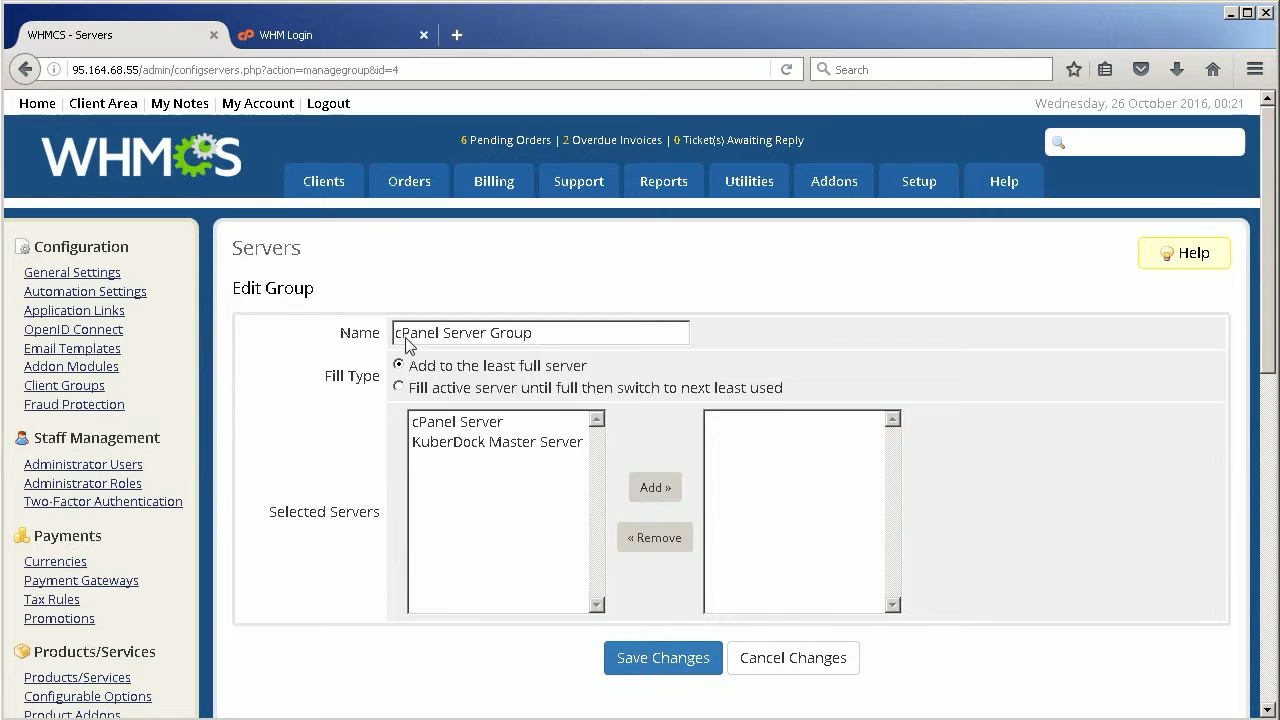 WHMCS - Servers
WHM Login
95.164.68.55/admin/configservers.php?action=managegroup&id=4
Search
Home | Client Area | My Notes | My Account | Logout
Wednesday, 26 October 2016, 00:21
WHMCS
6 Pending Orders | 2 Overdue Invoices | 0 Ticket(s) Awaiting Reply
Clients
Orders
Billing
Support
Reports
Utilities
Addons
Setup
Help
Configuration
General Settings
Automation Settings
Application Links
OpenID Connect
Email Templates
Addon Modules
Client Groups
Fraud Protection
Staff Management
Administrator Users
Administrator Roles
Two-Factor Authentication
Payments
Currencies
Payment Gateways
Tax Rules
Promotions
Products/Services
Products/Services
Configurable Options
Product Addons
Servers
Help
Edit Group
Name
cPanel Server Group
Fill Type
Add to the least full server
Fill active server until full then switch to next least used
Selected Servers
cPanel Server
KuberDock Master Server
Add »
« Remove
Save Changes
Cancel Changes